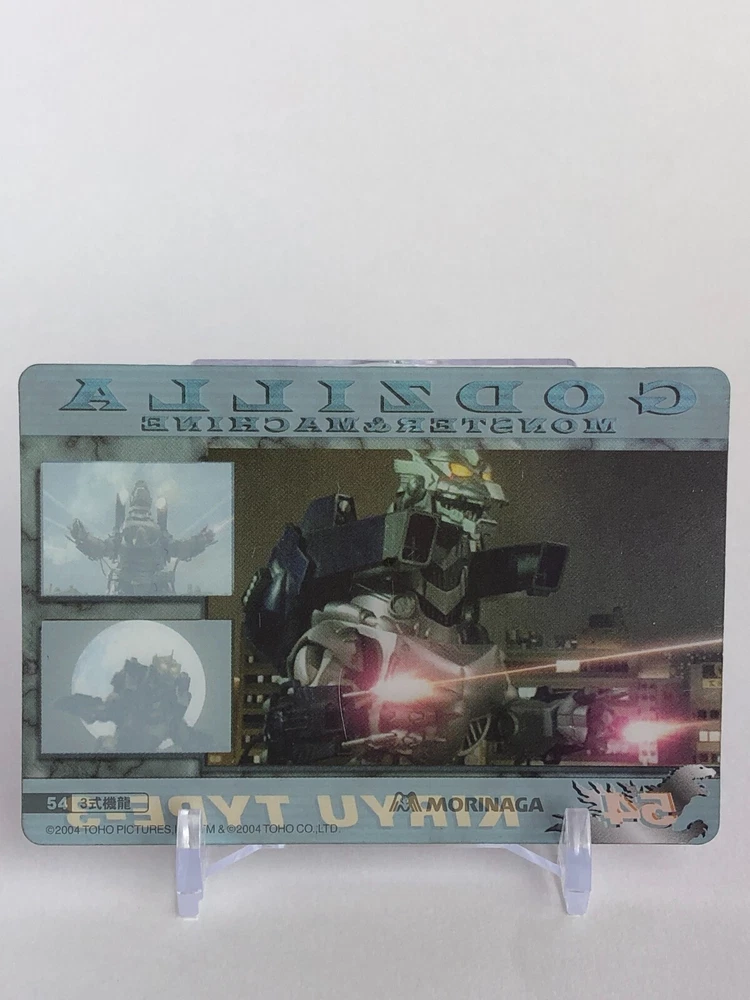 GODZILLA
MONSTER&MACHINE
54 3式機龍
MORINAGA
KIRYU TYPE-3
54
©2004 TOHO PICTURES, TM & ©2004 TOHO CO.,LTD.